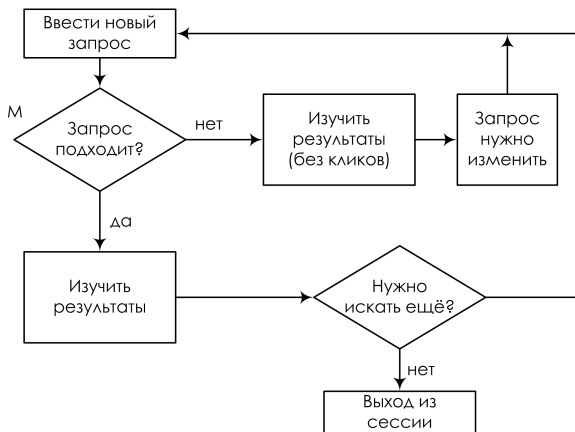 Ввести новый
запрос
М
Запрос
подходит?
нет
Изучить
результаты
(без кликов)
Запрос
нужно
изменить
да
Изучить
результаты
Нужно
искать ещё?
нет
Выход из
сессии